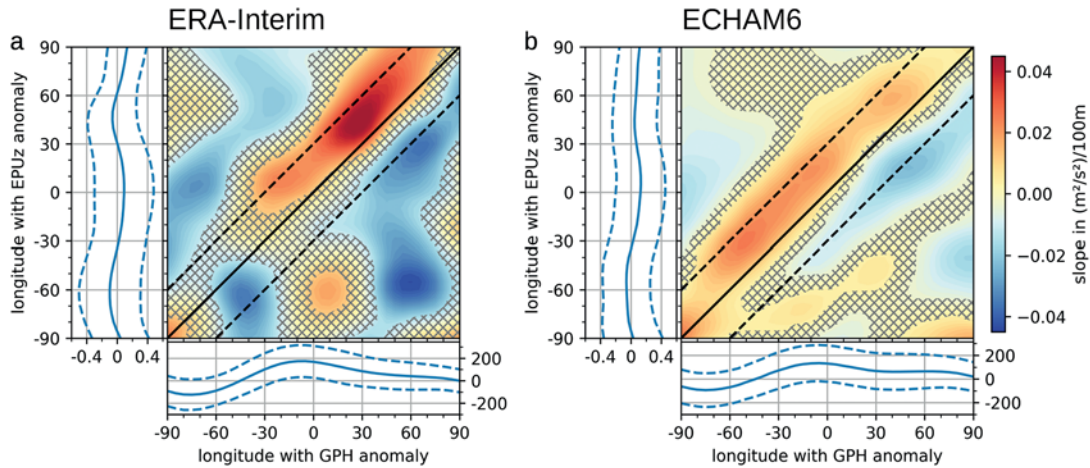 ERA-Interim
ECHAM6
a
b
longitude with EPUz anomaly
90
60
30
0
-30
-60
-90
-0.4 0 0.4
200
0
-200
-90 -60 -30 0 30 60 90
longitude with GPH anomaly
longitude with EPUz anomaly
90
60
30
0
-30
-60
-90
-0.4 0 0.4
200
0
-200
-90 -60 -30 0 30 60 90
longitude with GPH anomaly
0.04
0.02
0.00
−0.02
−0.04
slope in (m²/s²)/100m